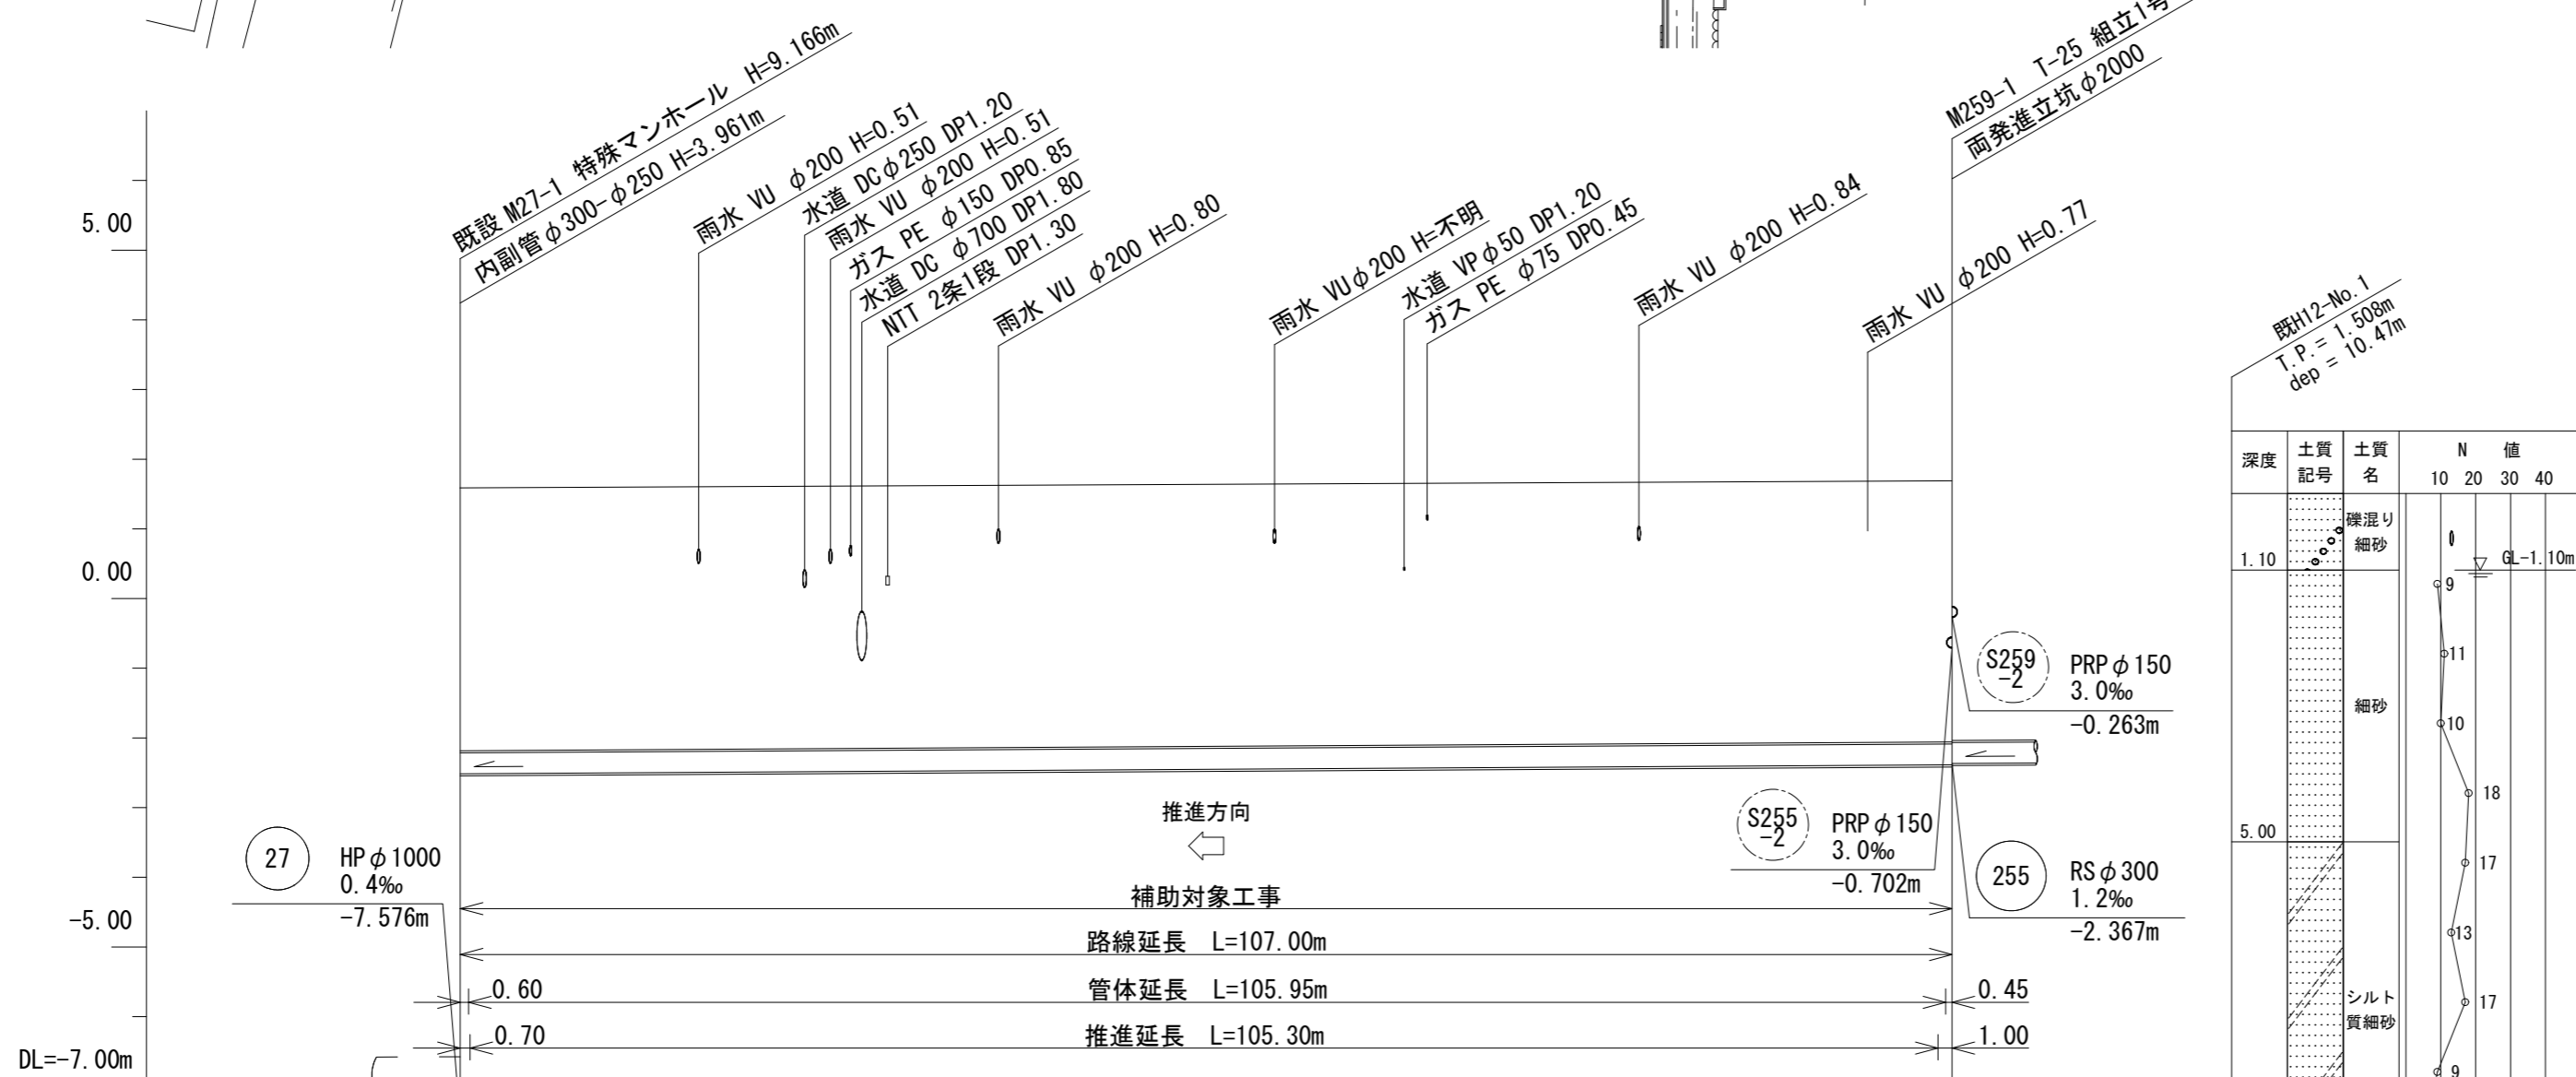 既設 M27-1 特殊マンホール H=9.166m
内副管φ300-φ250 H=3.961m
雨水 VU φ200 H=0.51
水道 DCφ250 DP1.20
雨水 VU φ200 H=0.51
ガス PE φ150 DP0.85
水道 DC φ700 DP1.80
NTT 2条1段 DP1.30
雨水 VU φ200 H=0.80
雨水 VUφ200 H=不明
水道 VPφ50 DP1.20
ガス PE φ75 DP0.45
雨水 VU φ200 H=0.84
雨水 VU φ200 H=0.77
M259-1 T-25 組立1号
両発進立坑φ2000
5.00
0.00
-5.00
DL=-7.00m
27
HPφ1000
0.4‰
-7.576m
推進方向
補助対象工事
路線延長 L=107.00m
0.60
管体延長 L=105.95m
0.45
0.70
推進延長 L=105.30m
1.00
S259
-2
PRPφ150
3.0‰
-0.263m
S255
-2
PRPφ150
3.0‰
-0.702m
255
RSφ300
1.2‰
-2.367m
既H12-No.1
T.P.= 1.508m
dep = 10.47m
深度
土質
記号
土質
名
N 値
10 20 30 40
礫混り
細砂
1.10
GL-1.10m
9
11
細砂
10
18
5.00
17
13
シルト
質細砂
17
9